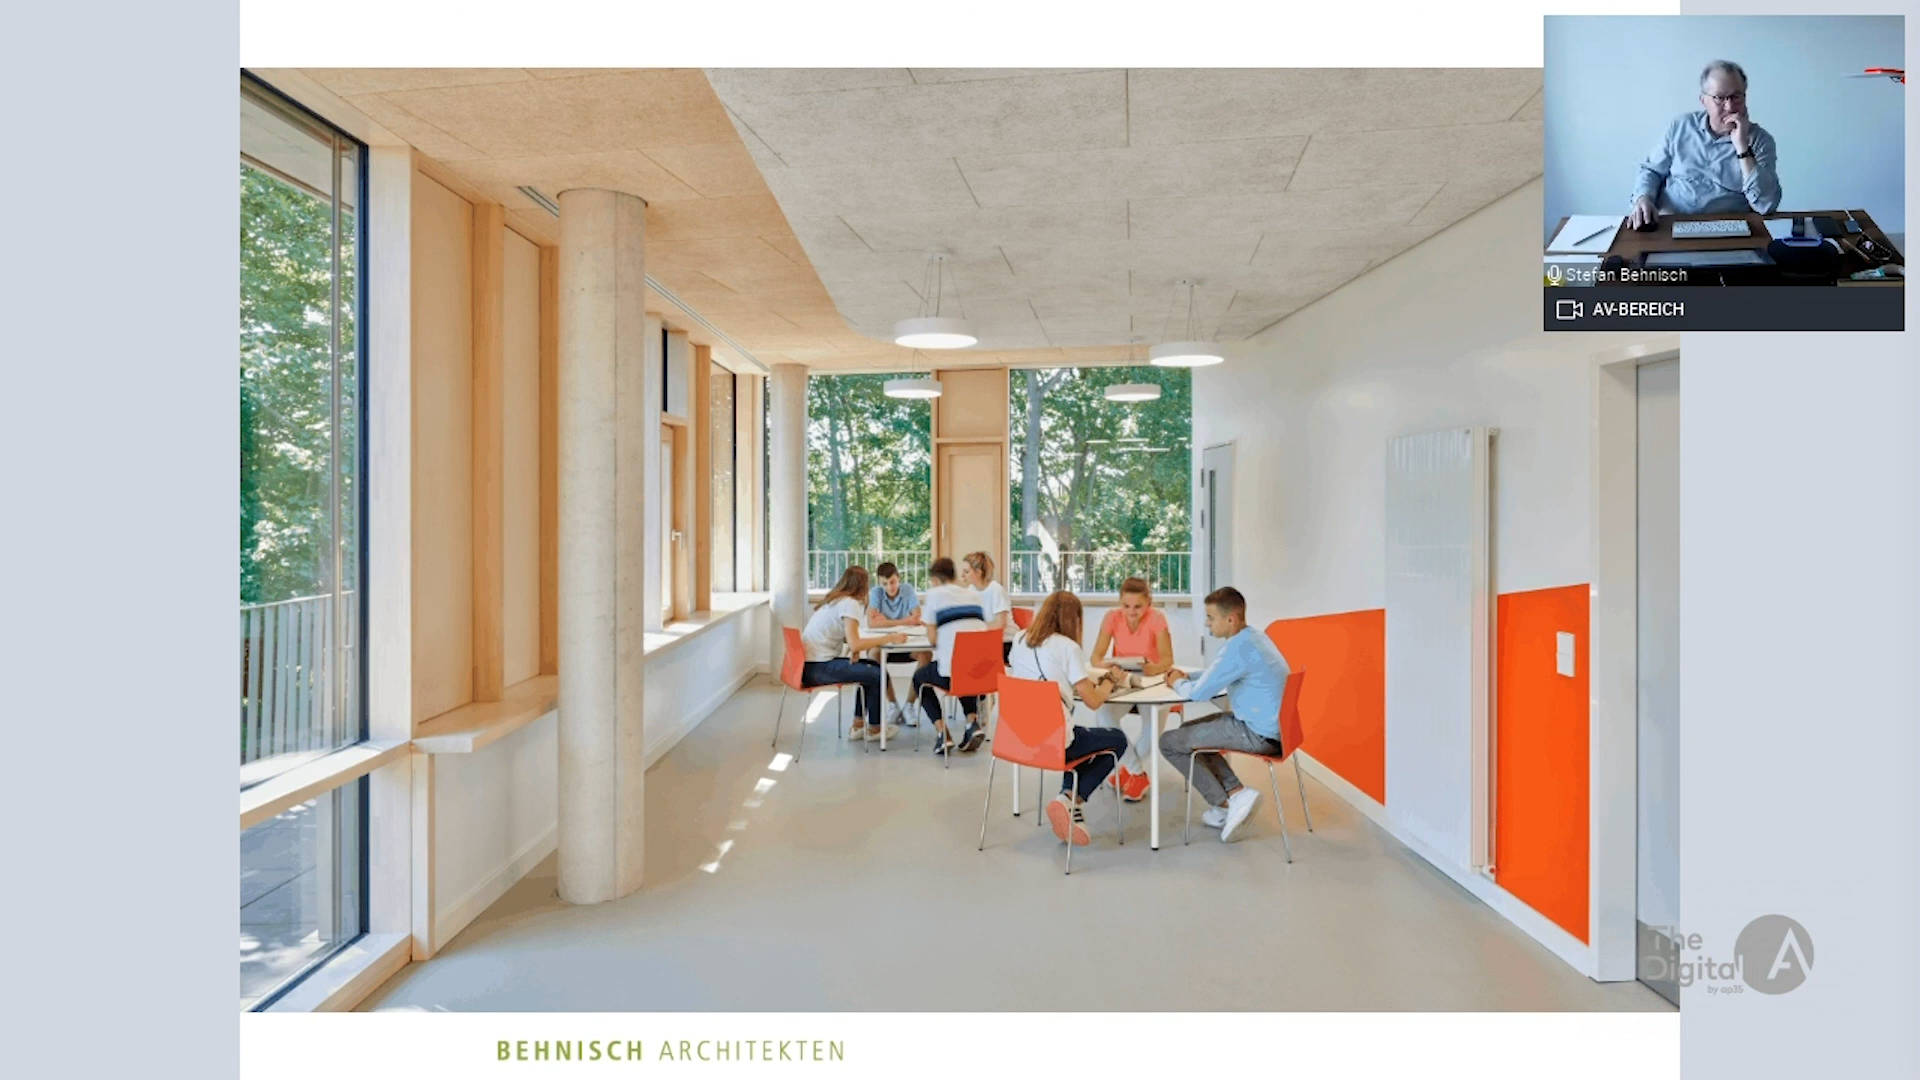 Stefan Behnisch
AV-BEREICH
The
Digital
by ap35
BEHNISCH ARCHITEKTEN